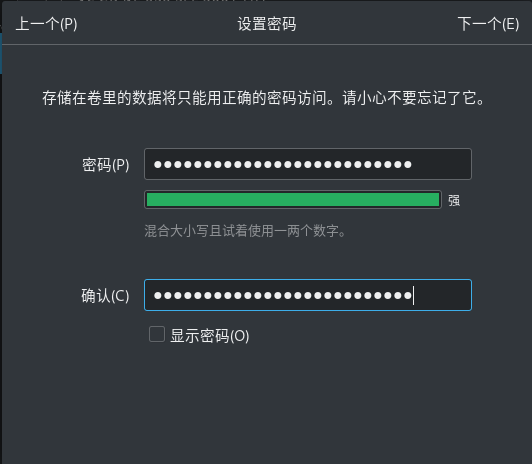 上一个(P) 设置密码 下一个(E)
存储在卷里的数据将只能用正确的密码访问。请小心不要忘记了它。
密码(P) ●●●●●●●●●●●●●●●●●●●●●●●●●●
强
混合大小写且试着使用一两个数字。
确认(C) ●●●●●●●●●●●●●●●●●●●●●●●●●●
显示密码(O)